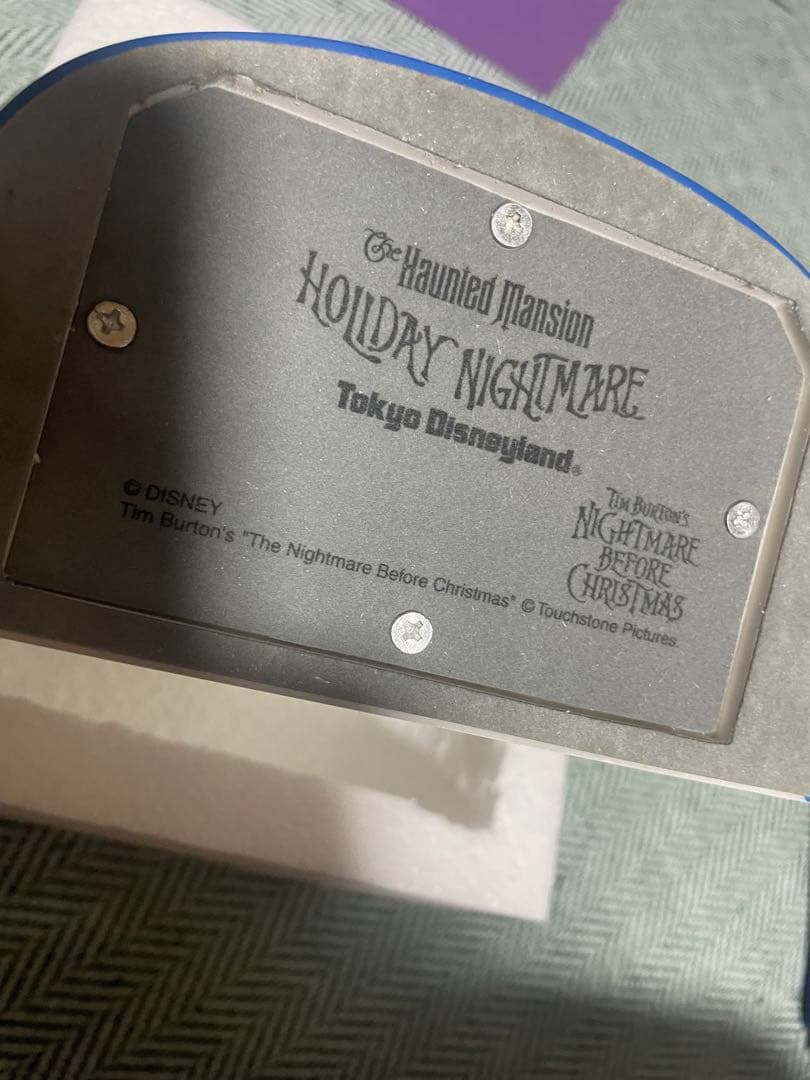 The Haunted Mansion
HOLIDAY NIGHTMARE
Tokyo Disneyland®
© DISNEY
Tim Burton's "The Nightmare Before Christmas" © Touchstone Pictures.
TIM BURTON'S
NIGHTMARE
BEFORE
CHRISTMAS